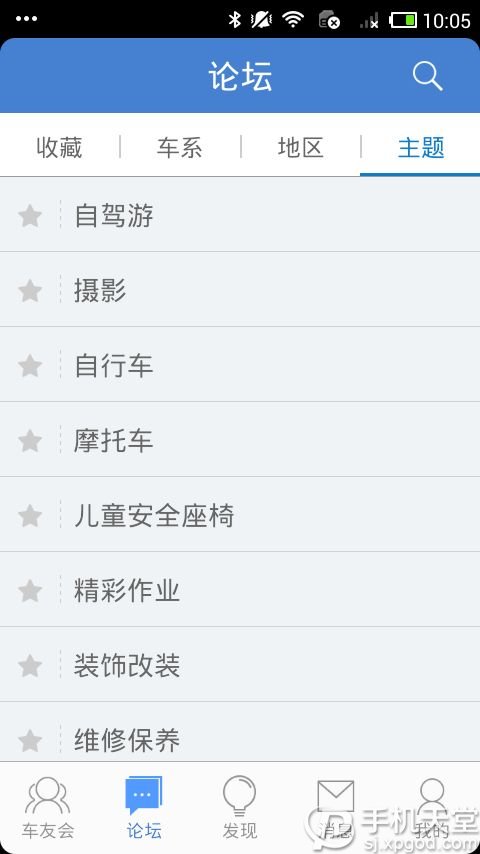 10:05
论坛
收藏 车系 地区 主题
自驾游
摄影
自行车
摩托车
儿童安全座椅
精彩作业
装饰改装
维修保养
车友会 论坛 发现 消息 我的
手机天堂
sj.xpgod.com